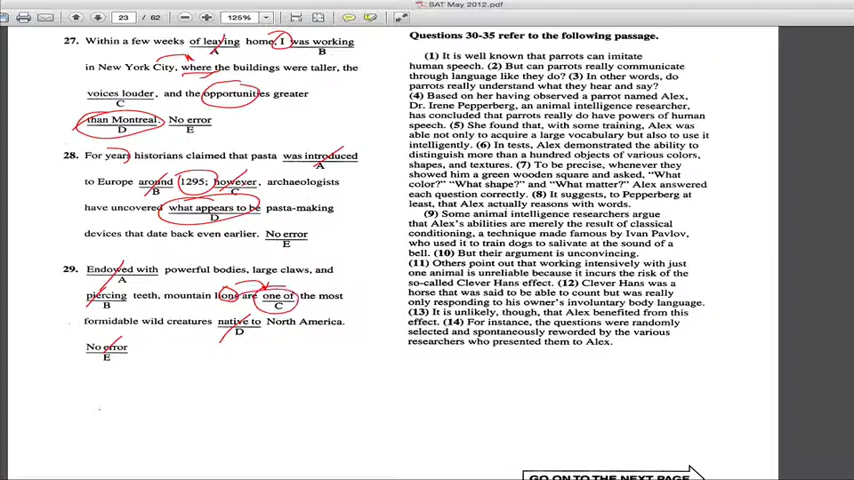 SAT May 2012.pdf
23 / 62
125%
27. Within a few weeks of leaving home, I was working
A
B
in New York City, where the buildings were taller, the
voices louder, and the opportunities greater
C
than Montreal. No error
D
E
28. For years historians claimed that pasta was introduced
A
to Europe around 1295; however, archaeologists
B
C
have uncovered what appears to be pasta-making
D
devices that date back even earlier. No error
E
29. Endowed with powerful bodies, large claws, and
A
piercing teeth, mountain lions are one of the most
B
C
formidable wild creatures native to North America.
D
No error
E
Questions 30-35 refer to the following passage.
(1) It is well known that parrots can imitate
human speech. (2) But can parrots really communicate
through language like they do? (3) In other words, do
parrots really understand what they hear and say?
(4) Based on her having observed a parrot named Alex,
Dr. Irene Pepperberg, an animal intelligence researcher,
has concluded that parrots really do have powers of human
speech. (5) She found that, with some training, Alex was
able not only to acquire a large vocabulary but also to use it
intelligently. (6) In tests, Alex demonstrated the ability to
distinguish more than a hundred objects of various colors,
shapes, and textures. (7) To be precise, whenever they
showed him a green wooden square and asked, “What
color?” “What shape?” and “What matter?” Alex answered
each question correctly. (8) It suggests, to Pepperberg at
least, that Alex actually reasons with words.
(9) Some animal intelligence researchers argue
that Alex’s abilities are merely the result of classical
conditioning, a technique made famous by Ivan Pavlov,
who used it to train dogs to salivate at the sound of a
bell. (10) But their argument is unconvincing.
(11) Others point out that working intensively with just
one animal is unreliable because it incurs the risk of the
so-called Clever Hans effect. (12) Clever Hans was a
horse that was said to be able to count but was really
only responding to his owner’s involuntary body language.
(13) It is unlikely, though, that Alex benefited from this
effect. (14) For instance, the questions were randomly
selected and spontaneously reworded by the various
researchers who presented them to Alex.
GO ON TO THE NEXT PAGE